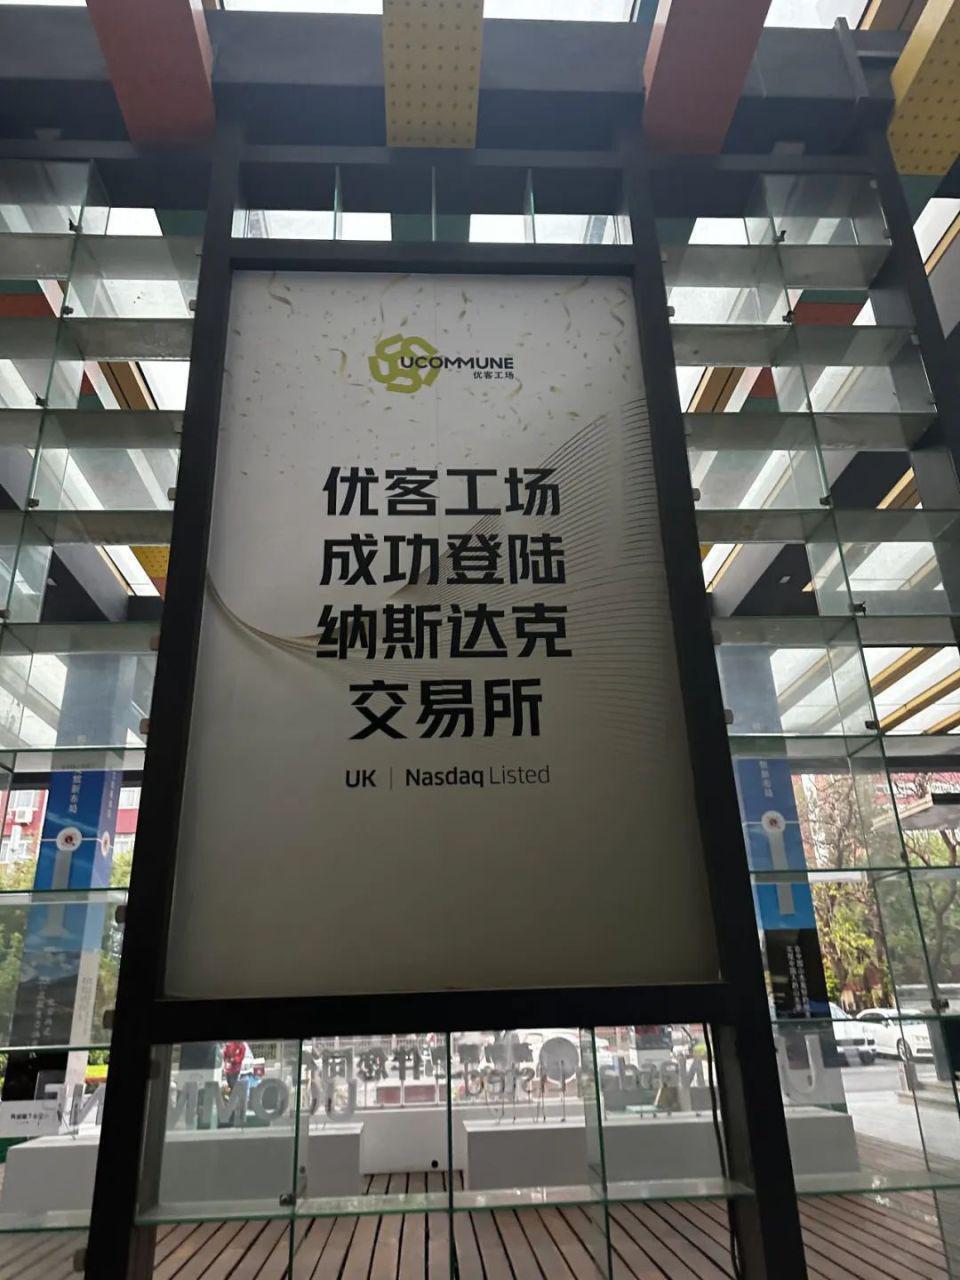 UCOMMUNE
优客工场
优客工场
成功登陆
纳斯达克
交易所
UK | Nasdaq Listed